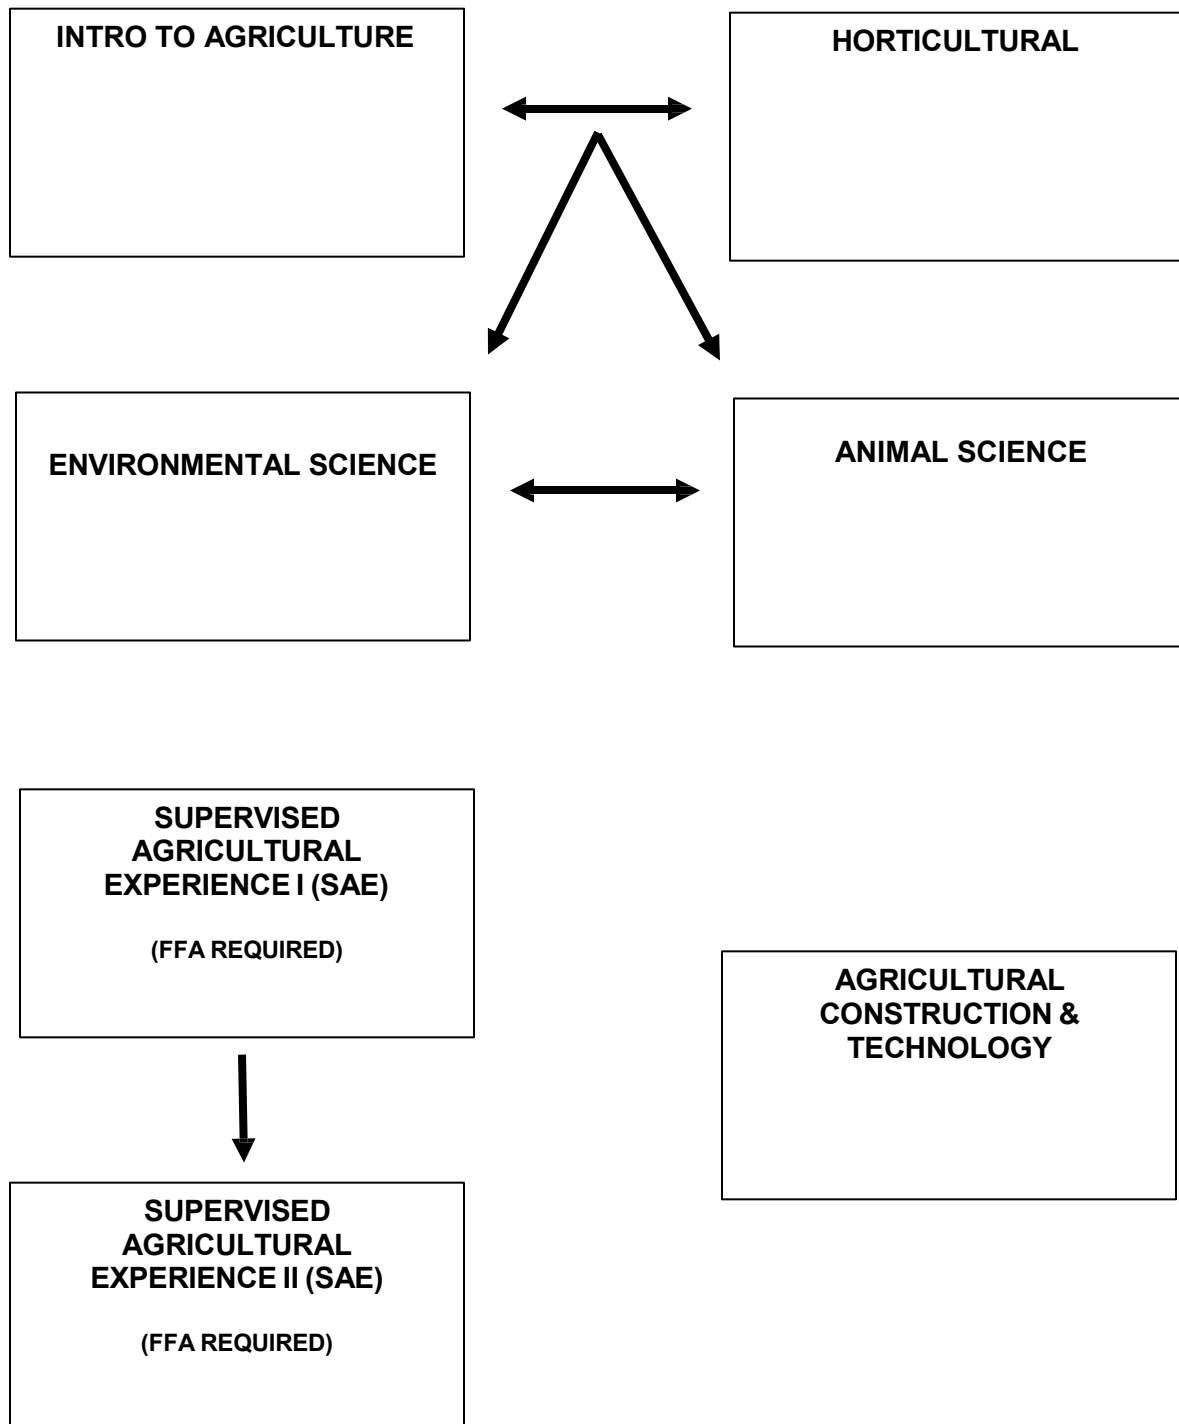 INTRO TO AGRICULTURE
HORTICULTURAL
ENVIRONMENTAL SCIENCE
ANIMAL SCIENCE
SUPERVISED
AGRICULTURAL
EXPERIENCE I (SAE)
(FFA REQUIRED)
AGRICULTURAL
CONSTRUCTION &
TECHNOLOGY
SUPERVISED
AGRICULTURAL
EXPERIENCE II (SAE)
(FFA REQUIRED)